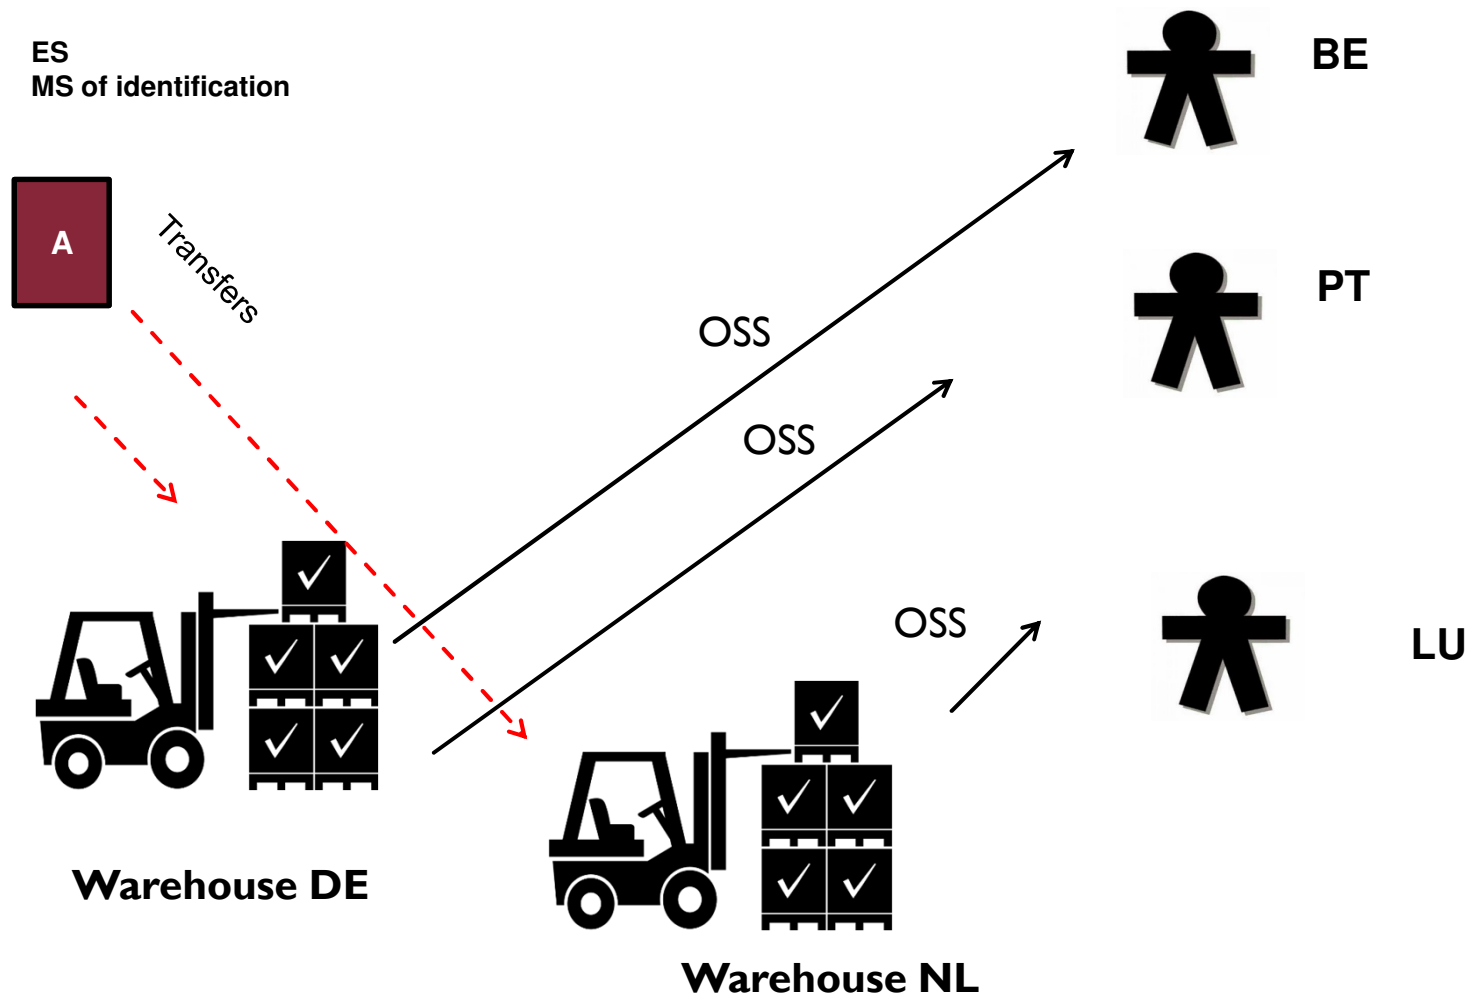 ES
MS of identification
BE
A
Transfers
PT
OSS
OSS
OSS
LU
Warehouse DE
Warehouse NL